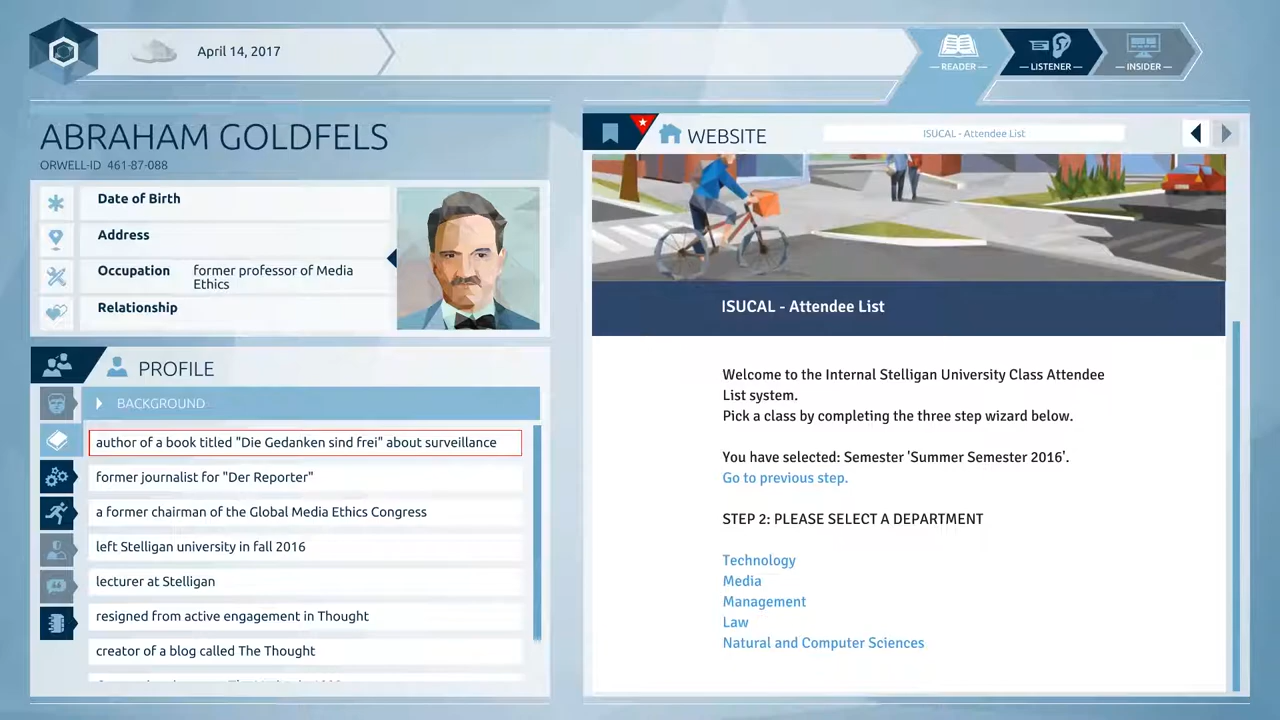 April 14, 2017
— READER —
— LISTENER —
— INSIDER —
ABRAHAM GOLDFELS
ORWELL-ID 461-87-088
Date of Birth
Address
Occupation former professor of Media
Ethics
Relationship
PROFILE
BACKGROUND
author of a book titled "Die Gedanken sind frei" about surveillance
former journalist for "Der Reporter"
a former chairman of the Global Media Ethics Congress
left Stelligan university in fall 2016
lecturer at Stelligan
resigned from active engagement in Thought
creator of a blog called The Thought
WEBSITE
ISUCAL - Attendee List
ISUCAL - Attendee List
Welcome to the Internal Stelligan University Class Attendee
List system.
Pick a class by completing the three step wizard below.
You have selected: Semester 'Summer Semester 2016'.
Go to previous step.
STEP 2: PLEASE SELECT A DEPARTMENT
Technology
Media
Management
Law
Natural and Computer Sciences